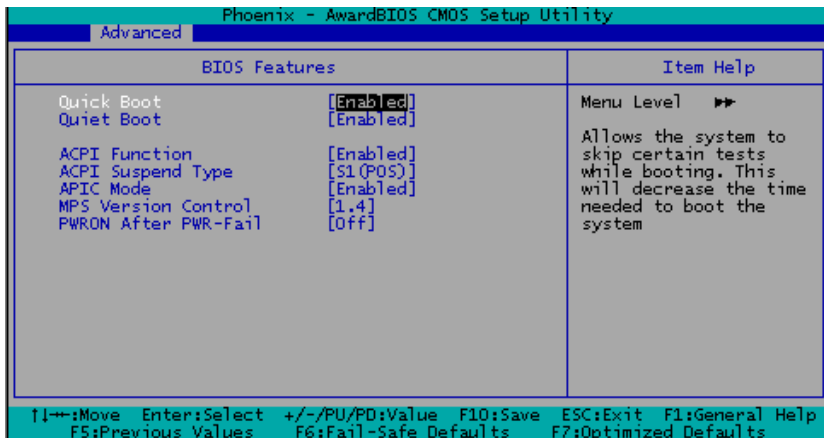 Phoenix - AwardBIOS CMOS Setup Utility
Advanced
BIOS Features
Item Help
Quick Boot [Enabled]
Quiet Boot [Enabled]
ACPI Function [Enabled]
ACPI Suspend Type [S1(POS)]
APIC Mode [Enabled]
MPS Version Control [1.4]
PWRON After PWR-Fail [Off]
Menu Level ▸▸
Allows the system to
skip certain tests
while booting. This
will decrease the time
needed to boot the
system
↑↓→←:Move Enter:Select +/-/PU/PD:Value F10:Save ESC:Exit F1:General Help
F5:Previous Values F6:Fail-Safe Defaults F7:Optimized Defaults